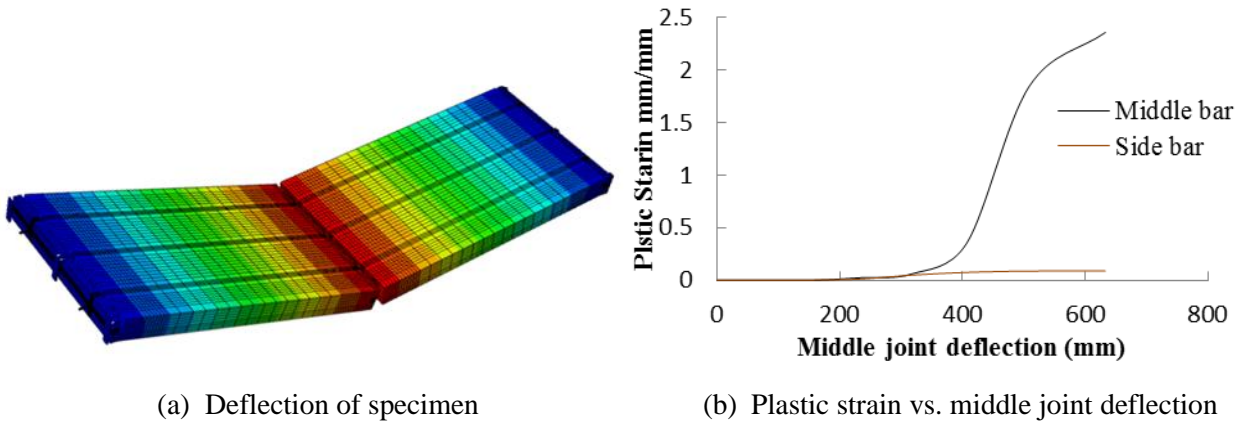 Plstic Starin mm/mm
2.5
2
1.5
1
0.5
0
0 200 400 600 800
Middle joint deflection (mm)
Middle bar
Side bar
(a) Deflection of specimen
(b) Plastic strain vs. middle joint deflection